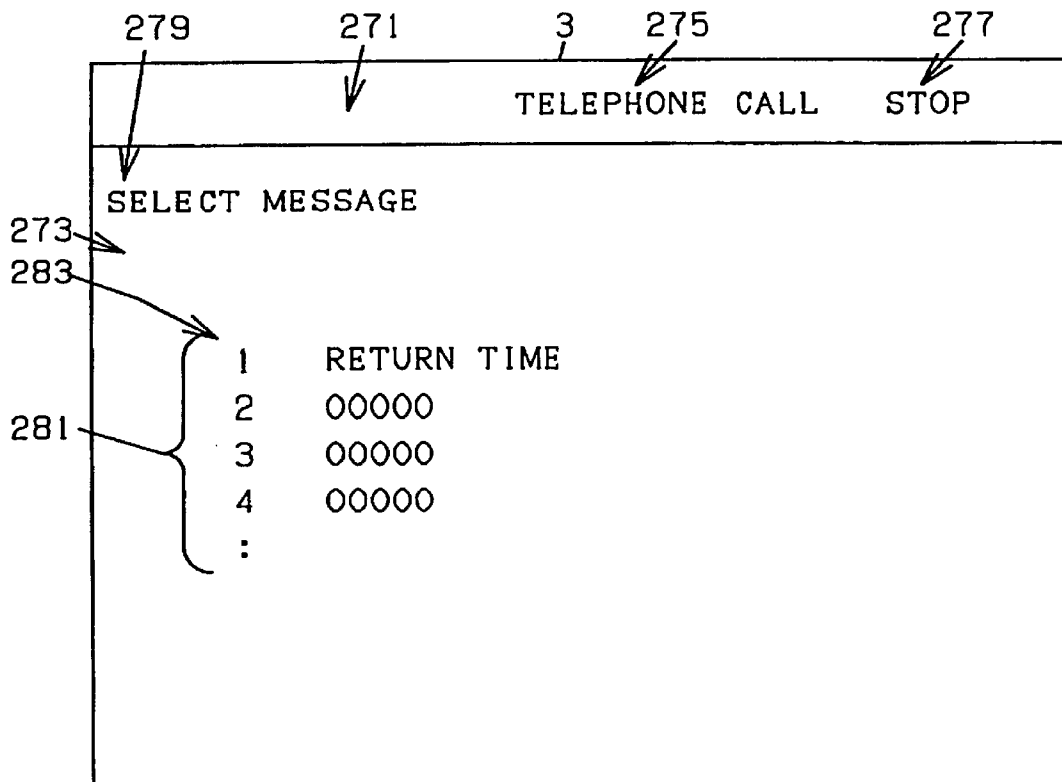 279 271 3 275 277
TELEPHONE CALL STOP
SELECT MESSAGE
273
283
1 RETURN TIME
2 00000
281
3 00000
4 00000
: